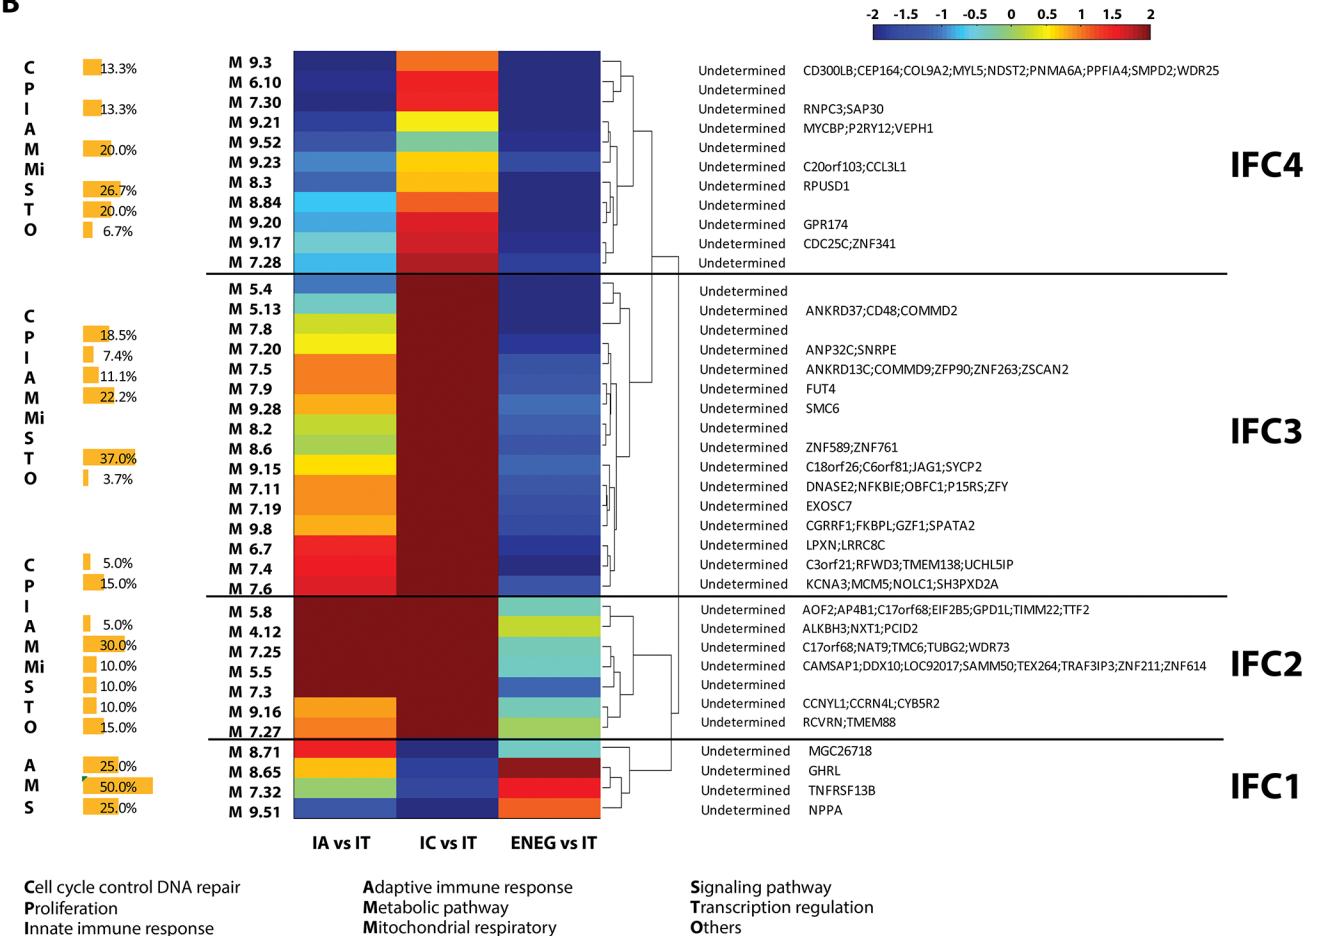 B
-2 -1.5 -1 -0.5 0 0.5 1 1.5 2
C 13.3%
P
I 13.3%
A
M 20.0%
Mi
S 26.7%
T 20.0%
O 6.7%
M 9.3
M 6.10
M 7.30
M 9.21
M 9.52
M 9.23
M 8.3
M 8.84
M 9.20
M 9.17
M 7.28
Undetermined CD300LB;CEP164;COL9A2;MYL5;NDST2;PNMA6A;PPFIA4;SMPD2;WDR25
Undetermined
Undetermined RNPC3;SAP30
Undetermined MYCBP;P2RY12;VEPH1
Undetermined
Undetermined C20orf103;CCL3L1
Undetermined RPUSD1
Undetermined
Undetermined GPR174
Undetermined CDC25C;ZNF341
Undetermined
IFC4
C
P 18.5%
I 7.4%
A 11.1%
M 22.2%
Mi
S
T 37.0%
O 3.7%
M 5.4
M 5.13
M 7.8
M 7.20
M 7.5
M 7.9
M 9.28
M 8.2
M 8.6
M 9.15
M 7.11
M 7.19
M 9.8
M 6.7
M 7.4
M 7.6
Undetermined
Undetermined ANKRD37;CD48;COMMD2
Undetermined
Undetermined ANP32C;SNRPE
Undetermined ANKRD13C;COMMD9;ZFP90;ZNF263;ZSCAN2
Undetermined FUT4
Undetermined SMC6
Undetermined
Undetermined ZNF589;ZNF761
Undetermined C18orf26;C6orf81;JAG1;SYCP2
Undetermined DNASE2;NFKBIE;OBFC1;P15RS;ZFY
Undetermined EXOSC7
Undetermined CGRRF1;FKBPL;GZF1;SPATA2
Undetermined LPXN;LRRC8C
Undetermined C3orf21;RFWD3;TMEM138;UCHL5IP
Undetermined KCNA3;MCM5;NOLC1;SH3PXD2A
IFC3
C 5.0%
P 15.0%
I
A 5.0%
M 30.0%
Mi 10.0%
S 10.0%
T 10.0%
O 15.0%
M 5.8
M 4.12
M 7.25
M 5.5
M 7.3
M 9.16
M 7.27
Undetermined AOF2;AP4B1;C17orf68;EIF2B5;GPD1L;TIMM22;TTF2
Undetermined ALKBH3;NXT1;PCID2
Undetermined C17orf68;NAT9;TMC6;TUBG2;WDR73
Undetermined CAMSAP1;DDX10;LOC92017;SAMM50;TEX264;TRAF3IP3;ZNF211;ZNF614
Undetermined
Undetermined CCNYL1;CCRN4L;CYB5R2
Undetermined RCVRN;TMEM88
IFC2
A 25.0%
M 50.0%
S 25.0%
M 8.71
M 8.65
M 7.32
M 9.51
Undetermined MGC26718
Undetermined GHRL
Undetermined TNFRSF13B
Undetermined NPPA
IFC1
IA vs IT IC vs IT ENEG vs IT
Cell cycle control DNA repair Adaptive immune response Signaling pathway
Proliferation Metabolic pathway Transcription regulation
Innate immune response Mitochondrial respiratory Others